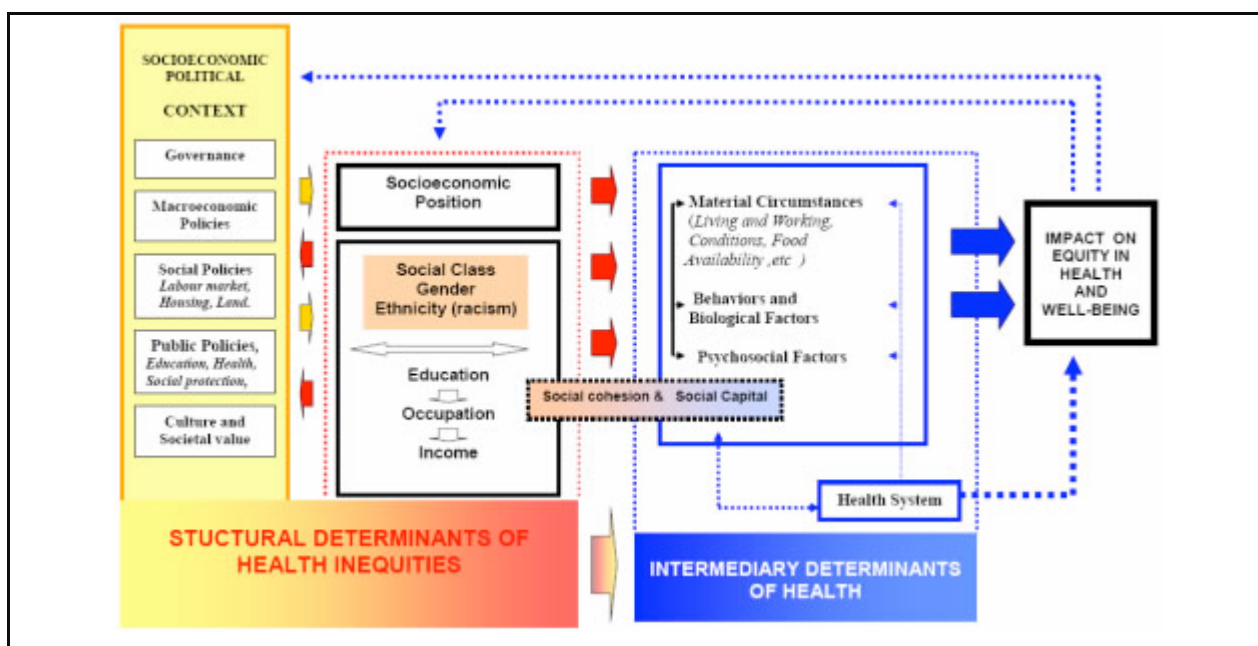 SOCIOECONOMIC
POLITICAL
CONTEXT
Governance
Macroeconomic
Policies
Social Policies
Labour market,
Housing, Land.
Public Policies,
Education, Health,
Social protection,
Culture and
Societal value
Socioeconomic
Position
Social Class
Gender
Ethnicity (racism)
Education
Occupation
Income
Social cohesion & Social Capital
Material Circumstances
(Living and Working,
Conditions, Food
Availability ,etc )
Behaviors and
Biological Factors
Psychosocial Factors
Health System
IMPACT ON
EQUITY IN
HEALTH
AND
WELL-BEING
STUCTURAL DETERMINANTS OF
HEALTH INEQUITIES
INTERMEDIARY DETERMINANTS
OF HEALTH